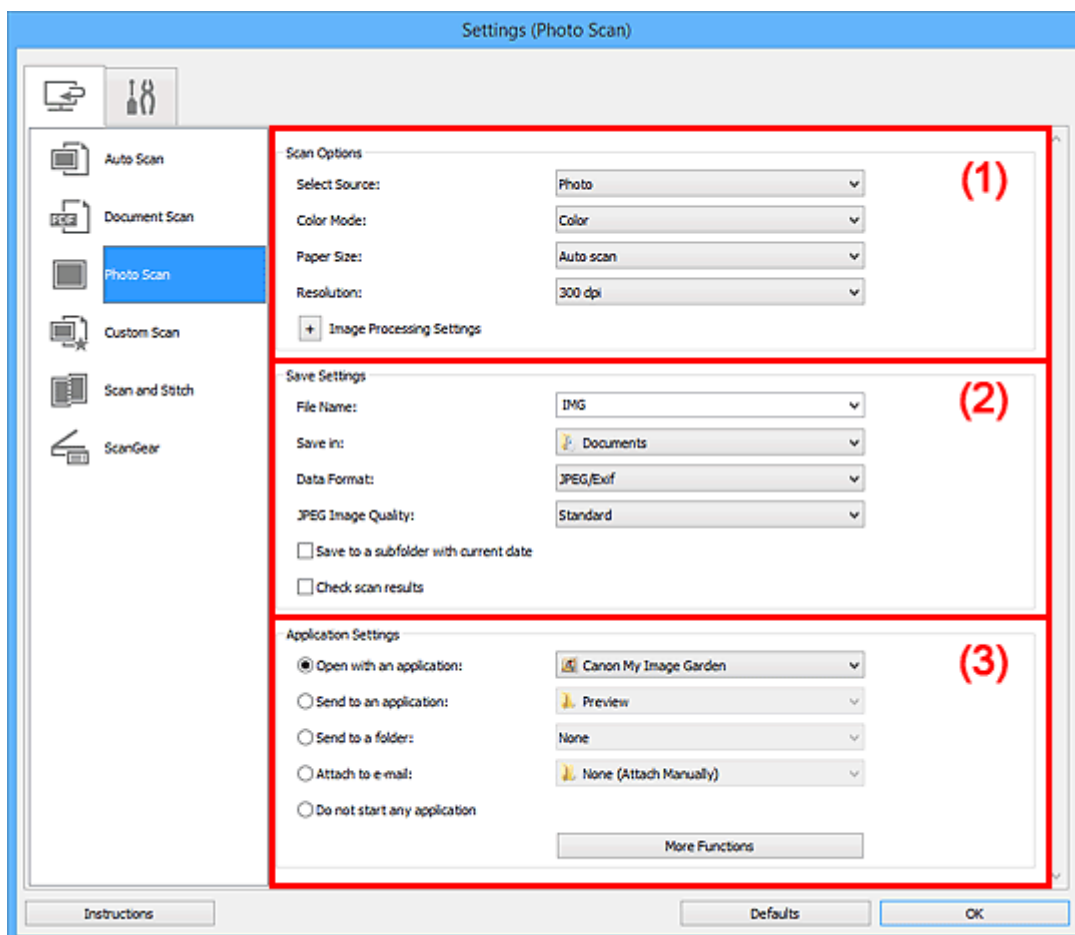 Settings (Photo Scan)
Auto Scan
PDF
Document Scan
Photo Scan
Custom Scan
Scan and Stitch
ScanGear
Scan Options
(1)
Select Source: Photo
Color Mode: Color
Paper Size: Auto scan
Resolution: 300 dpi
+ Image Processing Settings
Save Settings
(2)
File Name: IMG
Save in: Documents
Data Format: JPEG/Exif
JPEG Image Quality: Standard
Save to a subfolder with current date
Check scan results
Application Settings
(3)
Open with an application: Canon My Image Garden
Send to an application: Preview
Send to a folder: None
Attach to e-mail: None (Attach Manually)
Do not start any application
More Functions
Instructions Defaults OK